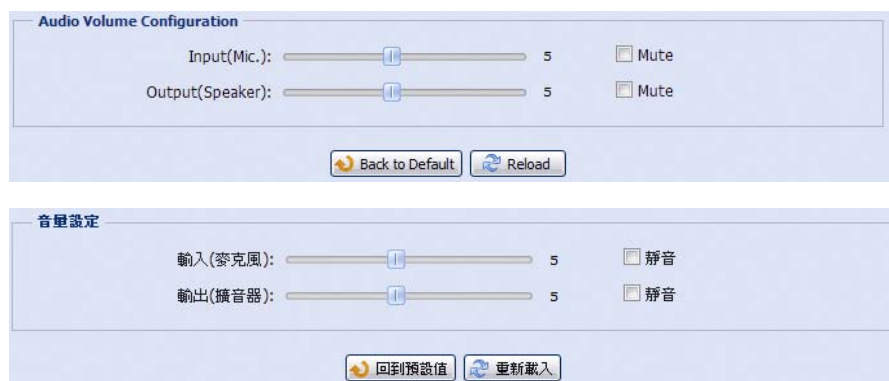 Audio Volume Configuration
Input(Mic.): 5 Mute
Output(Speaker): 5 Mute
Back to Default Reload
音量設定
輸入(麥克風): 5 靜音
輸出(擴音器): 5 靜音
回到預設值 重新載入